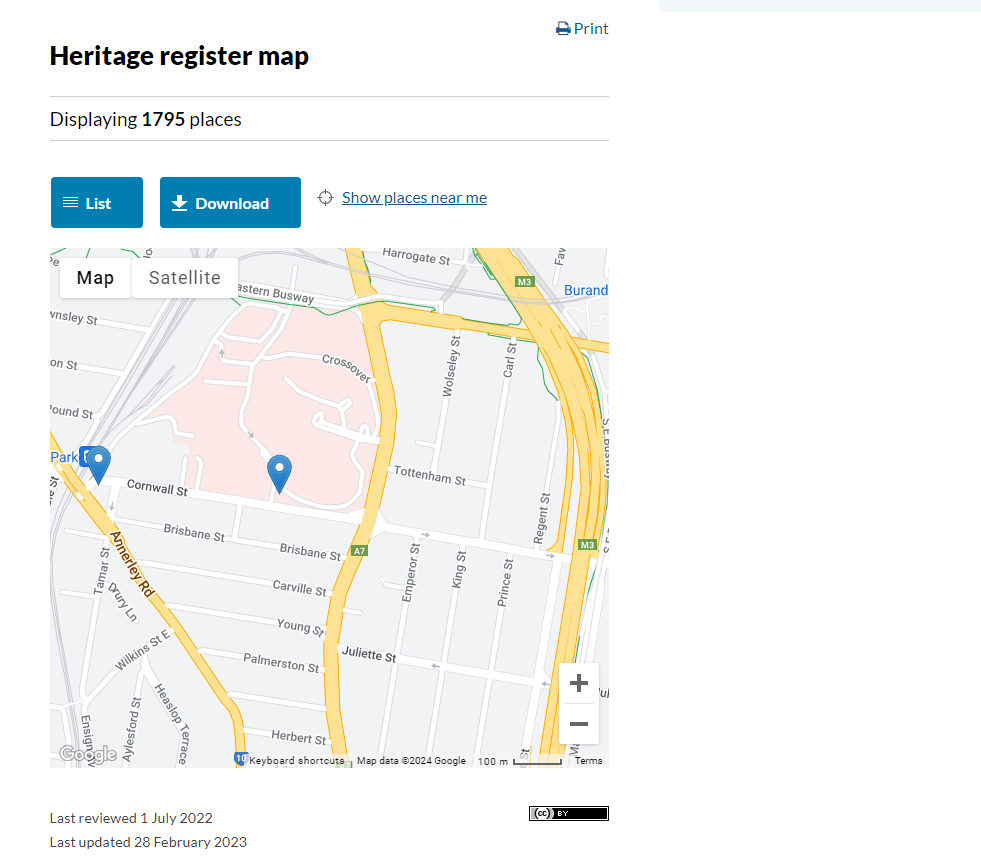 Print
Heritage register map
Displaying 1795 places
List
Download
Show places near me
Map
Satellite
Harrogate St
M3
Burand
astern Busway
wnsley St
on St
Crossover
Wolseley St
Carl St
Pound St
Park
Cornwall St
Tottenham St
Regent St
Brisbane St
Brisbane St
A7
M3
Annerley Rd
Tamar St
Drury Ln
Carville St
Emperor St
King St
Prince St
Young St
Wilkins St E
Palmerston St
Juliette St
Heaslop Terrace
Aylesford St
Ensign
Herbert St
St
10
Google
Keyboard shortcuts
Map data ©2024 Google
100 m
Terms
Last reviewed 1 July 2022
Last updated 28 February 2023
cc BY